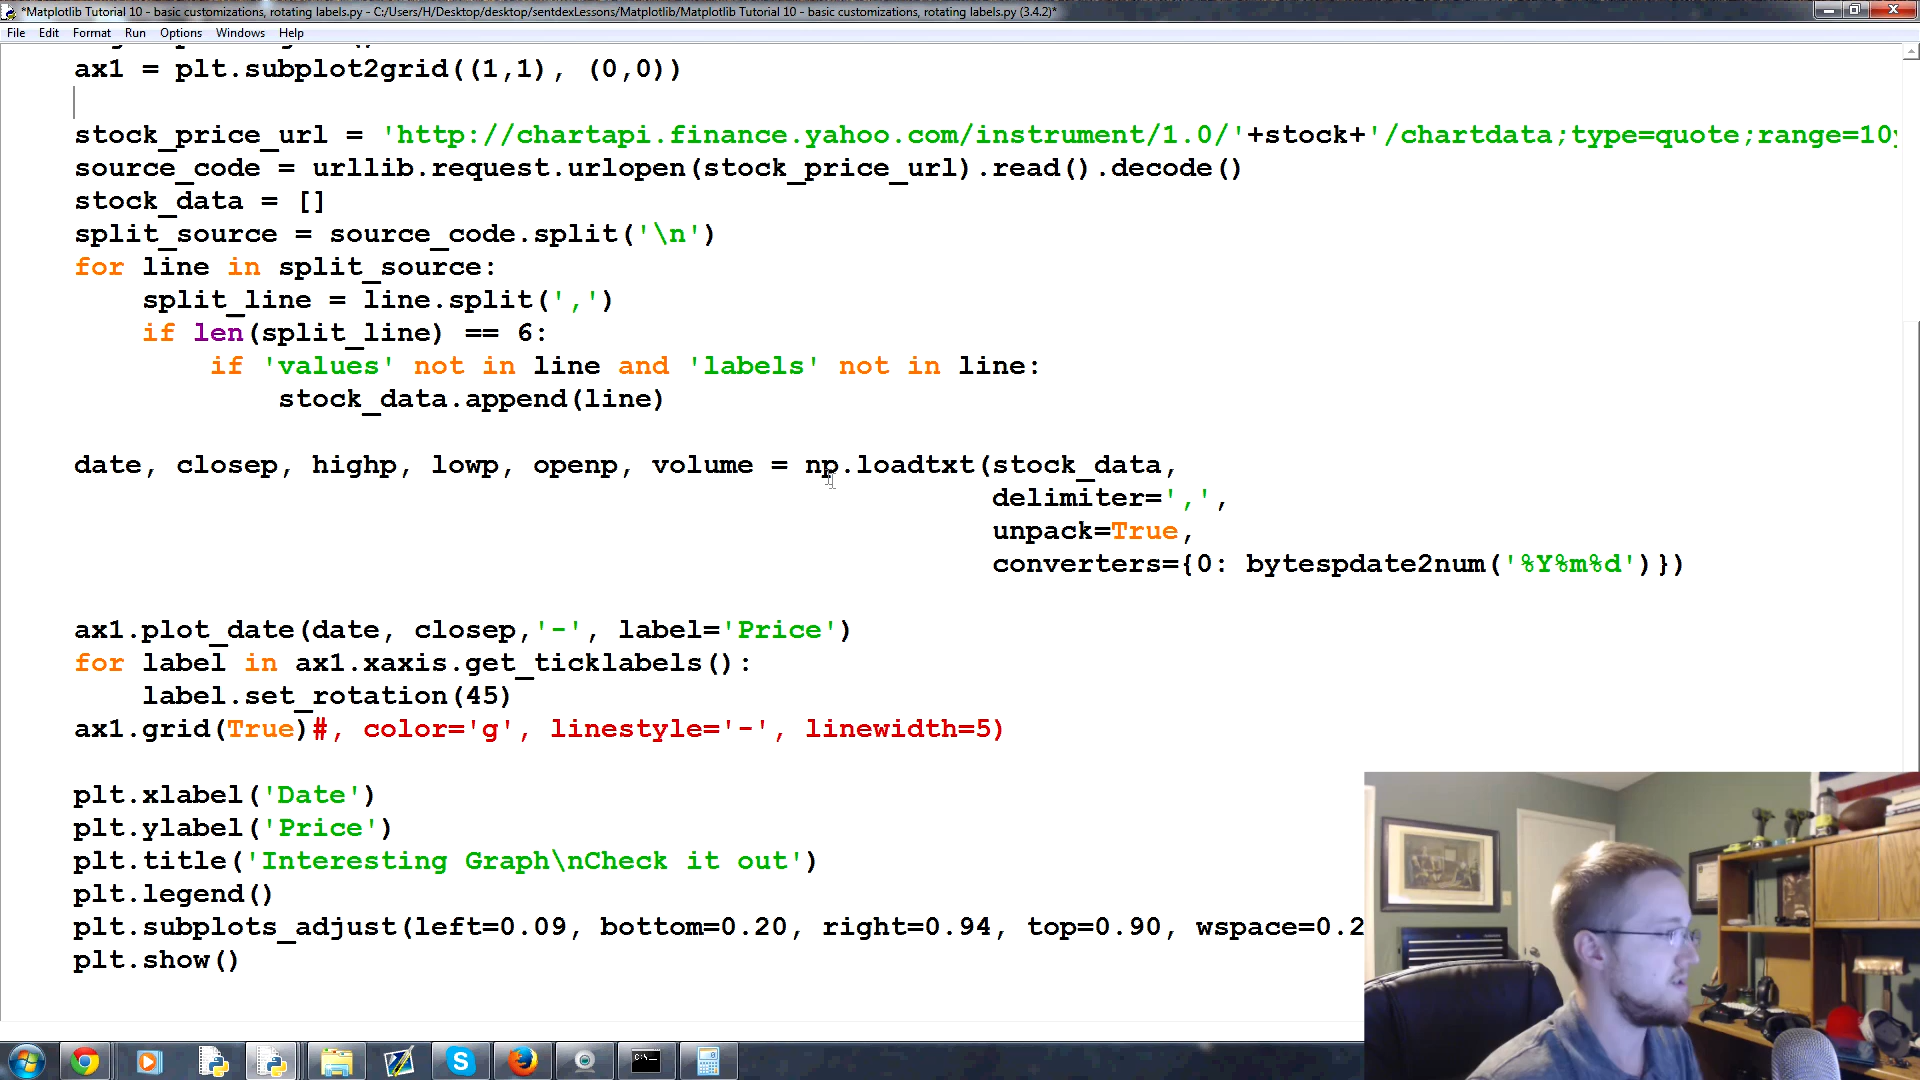 *Matplotlib Tutorial 10 - basic customizations, rotating labels.py - C:/Users/H/Desktop/desktop/sentdexLessons/Matplotlib/Matplotlib Tutorial 10 - basic customizations, rotating labels.py (3.4.2)*
File Edit Format Run Options Windows Help
ax1 = plt.subplot2grid((1,1), (0,0))
stock_price_url = 'http://chartapi.finance.yahoo.com/instrument/1.0/'+stock+'/chartdata;type=quote;range=10y
source_code = urllib.request.urlopen(stock_price_url).read().decode()
stock_data = []
split_source = source_code.split('\n')
for line in split_source:
    split_line = line.split(',')
    if len(split_line) == 6:
        if 'values' not in line and 'labels' not in line:
            stock_data.append(line)
date, closep, highp, lowp, openp, volume = np.loadtxt(stock_data,
delimiter=',',
unpack=True,
converters={0: bytespdate2num('%Y%m%d')})
ax1.plot_date(date, closep,'-', label='Price')
for label in ax1.xaxis.get_ticklabels():
    label.set_rotation(45)
ax1.grid(True)#, color='g', linestyle='-', linewidth=5)
plt.xlabel('Date')
plt.ylabel('Price')
plt.title('Interesting Graph\nCheck it out')
plt.legend()
plt.subplots_adjust(left=0.09, bottom=0.20, right=0.94, top=0.90, wspace=0.2
plt.show()